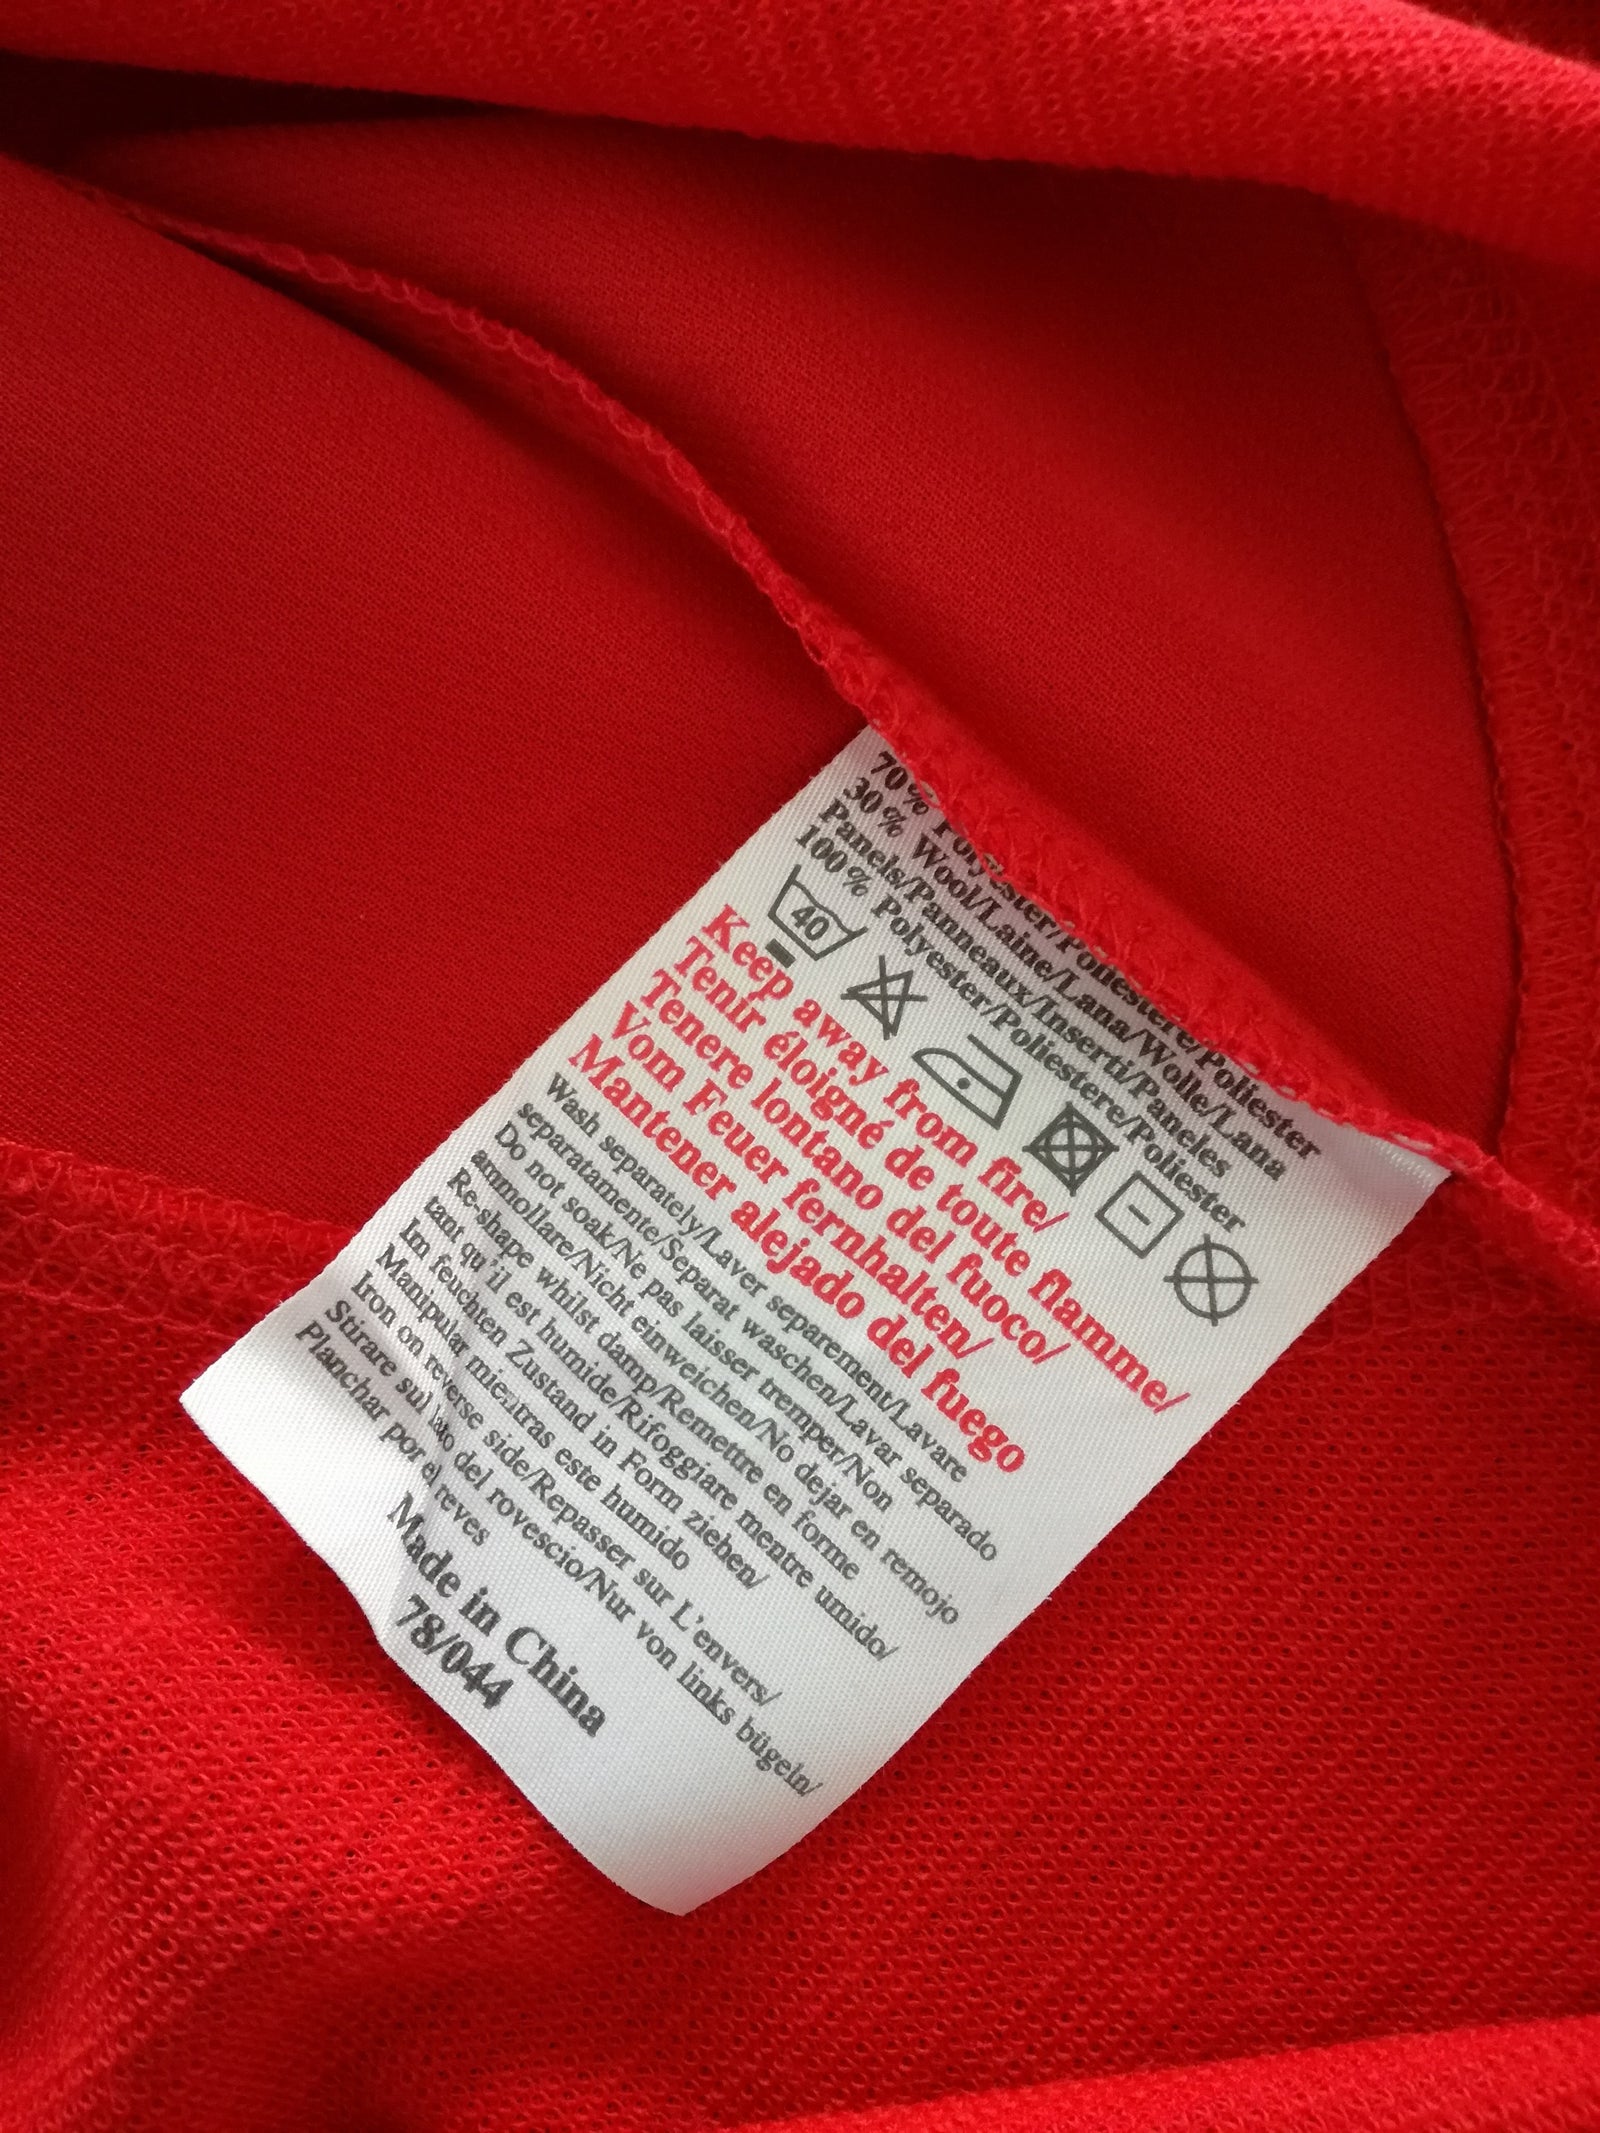 70% Polyester/Poliestere/Poliester
30% Wool/Laine/Lana/Wolle/Lana
Panels/Panneaux/Inserti/Paneles
100% Polyester/Poliestere/Poliester
40
Keep away from fire/
Tenir éloigné de toute flamme/
Tenere lontano del fuoco/
Vom Feuer fernhalten/
Mantener alejado del fuego
Wash separately/Laver separement/Lavare
separatamente/Separat waschen/Lavar separado
Do not soak/Ne pas laisser tremper/Non
ammollare/Nicht einweichen/No dejar en remojo
Re-shape whilst damp/Remettre en forme
tant qu'il est humide/Rifoggiare mentre umido/
Im feuchten Zustand in Form ziehen/
Manipular mientras este humido
Iron on reverse side/Repasser sur L'envers/
Stirare sul lato del rovescio/Nur von links bügeln/
Planchar por el reves
Made in China
78/044